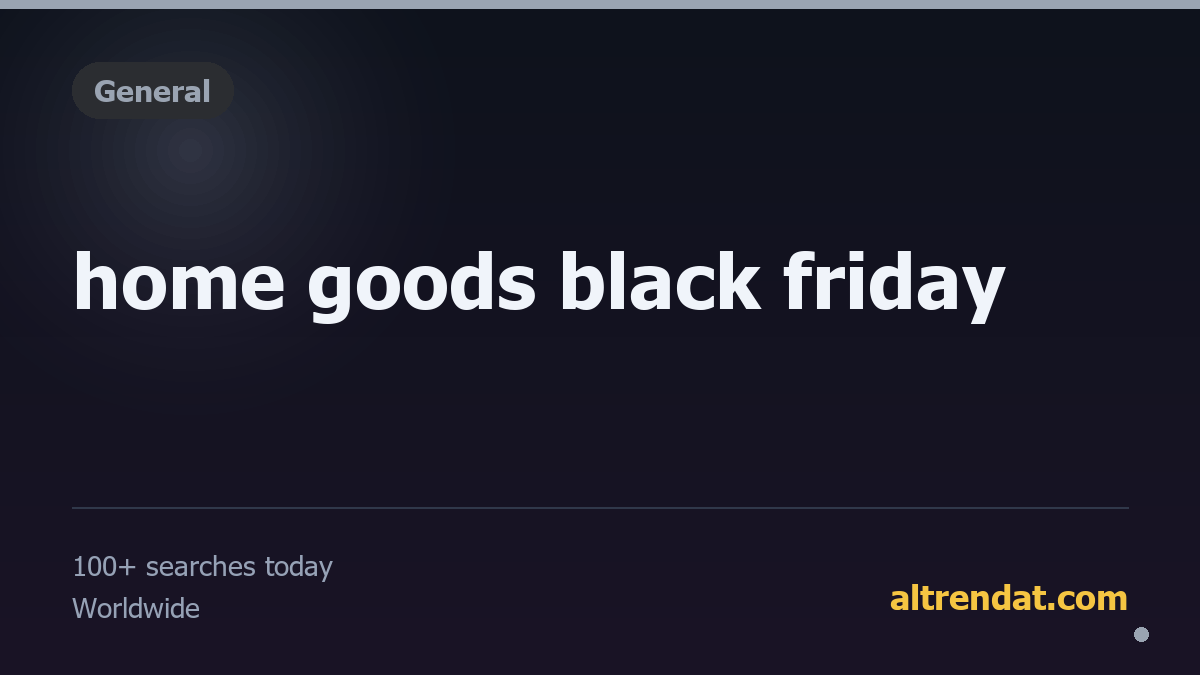 General
home goods black friday
100+ searches today
Worldwide
altrendat.com